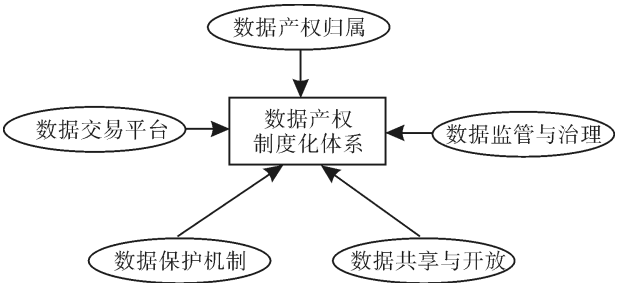 数据产权归属
数据交易平台
数据产权
制度化体系
数据监管与治理
数据保护机制
数据共享与开放